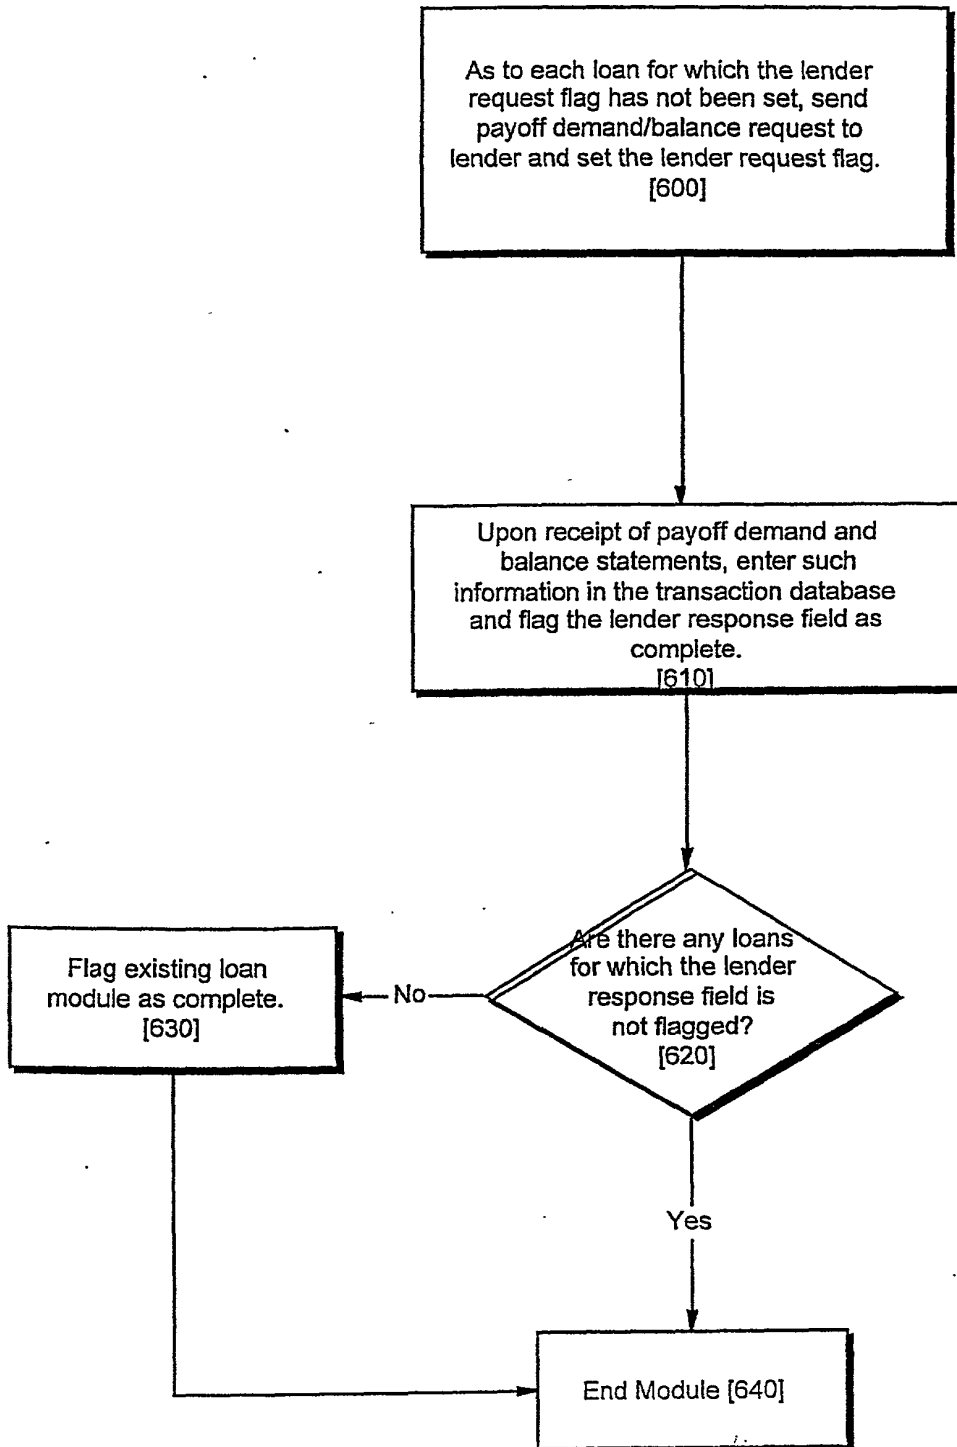 As to each loan for which the lender
request flag has not been set, send
payoff demand/balance request to
lender and set the lender request flag.
[600]
Upon receipt of payoff demand and
balance statements, enter such
information in the transaction database
and flag the lender response field as
complete.
[610]
Are there any loans
for which the lender
response field is
not flagged?
[620]
No
Flag existing loan
module as complete.
[630]
Yes
End Module [640]